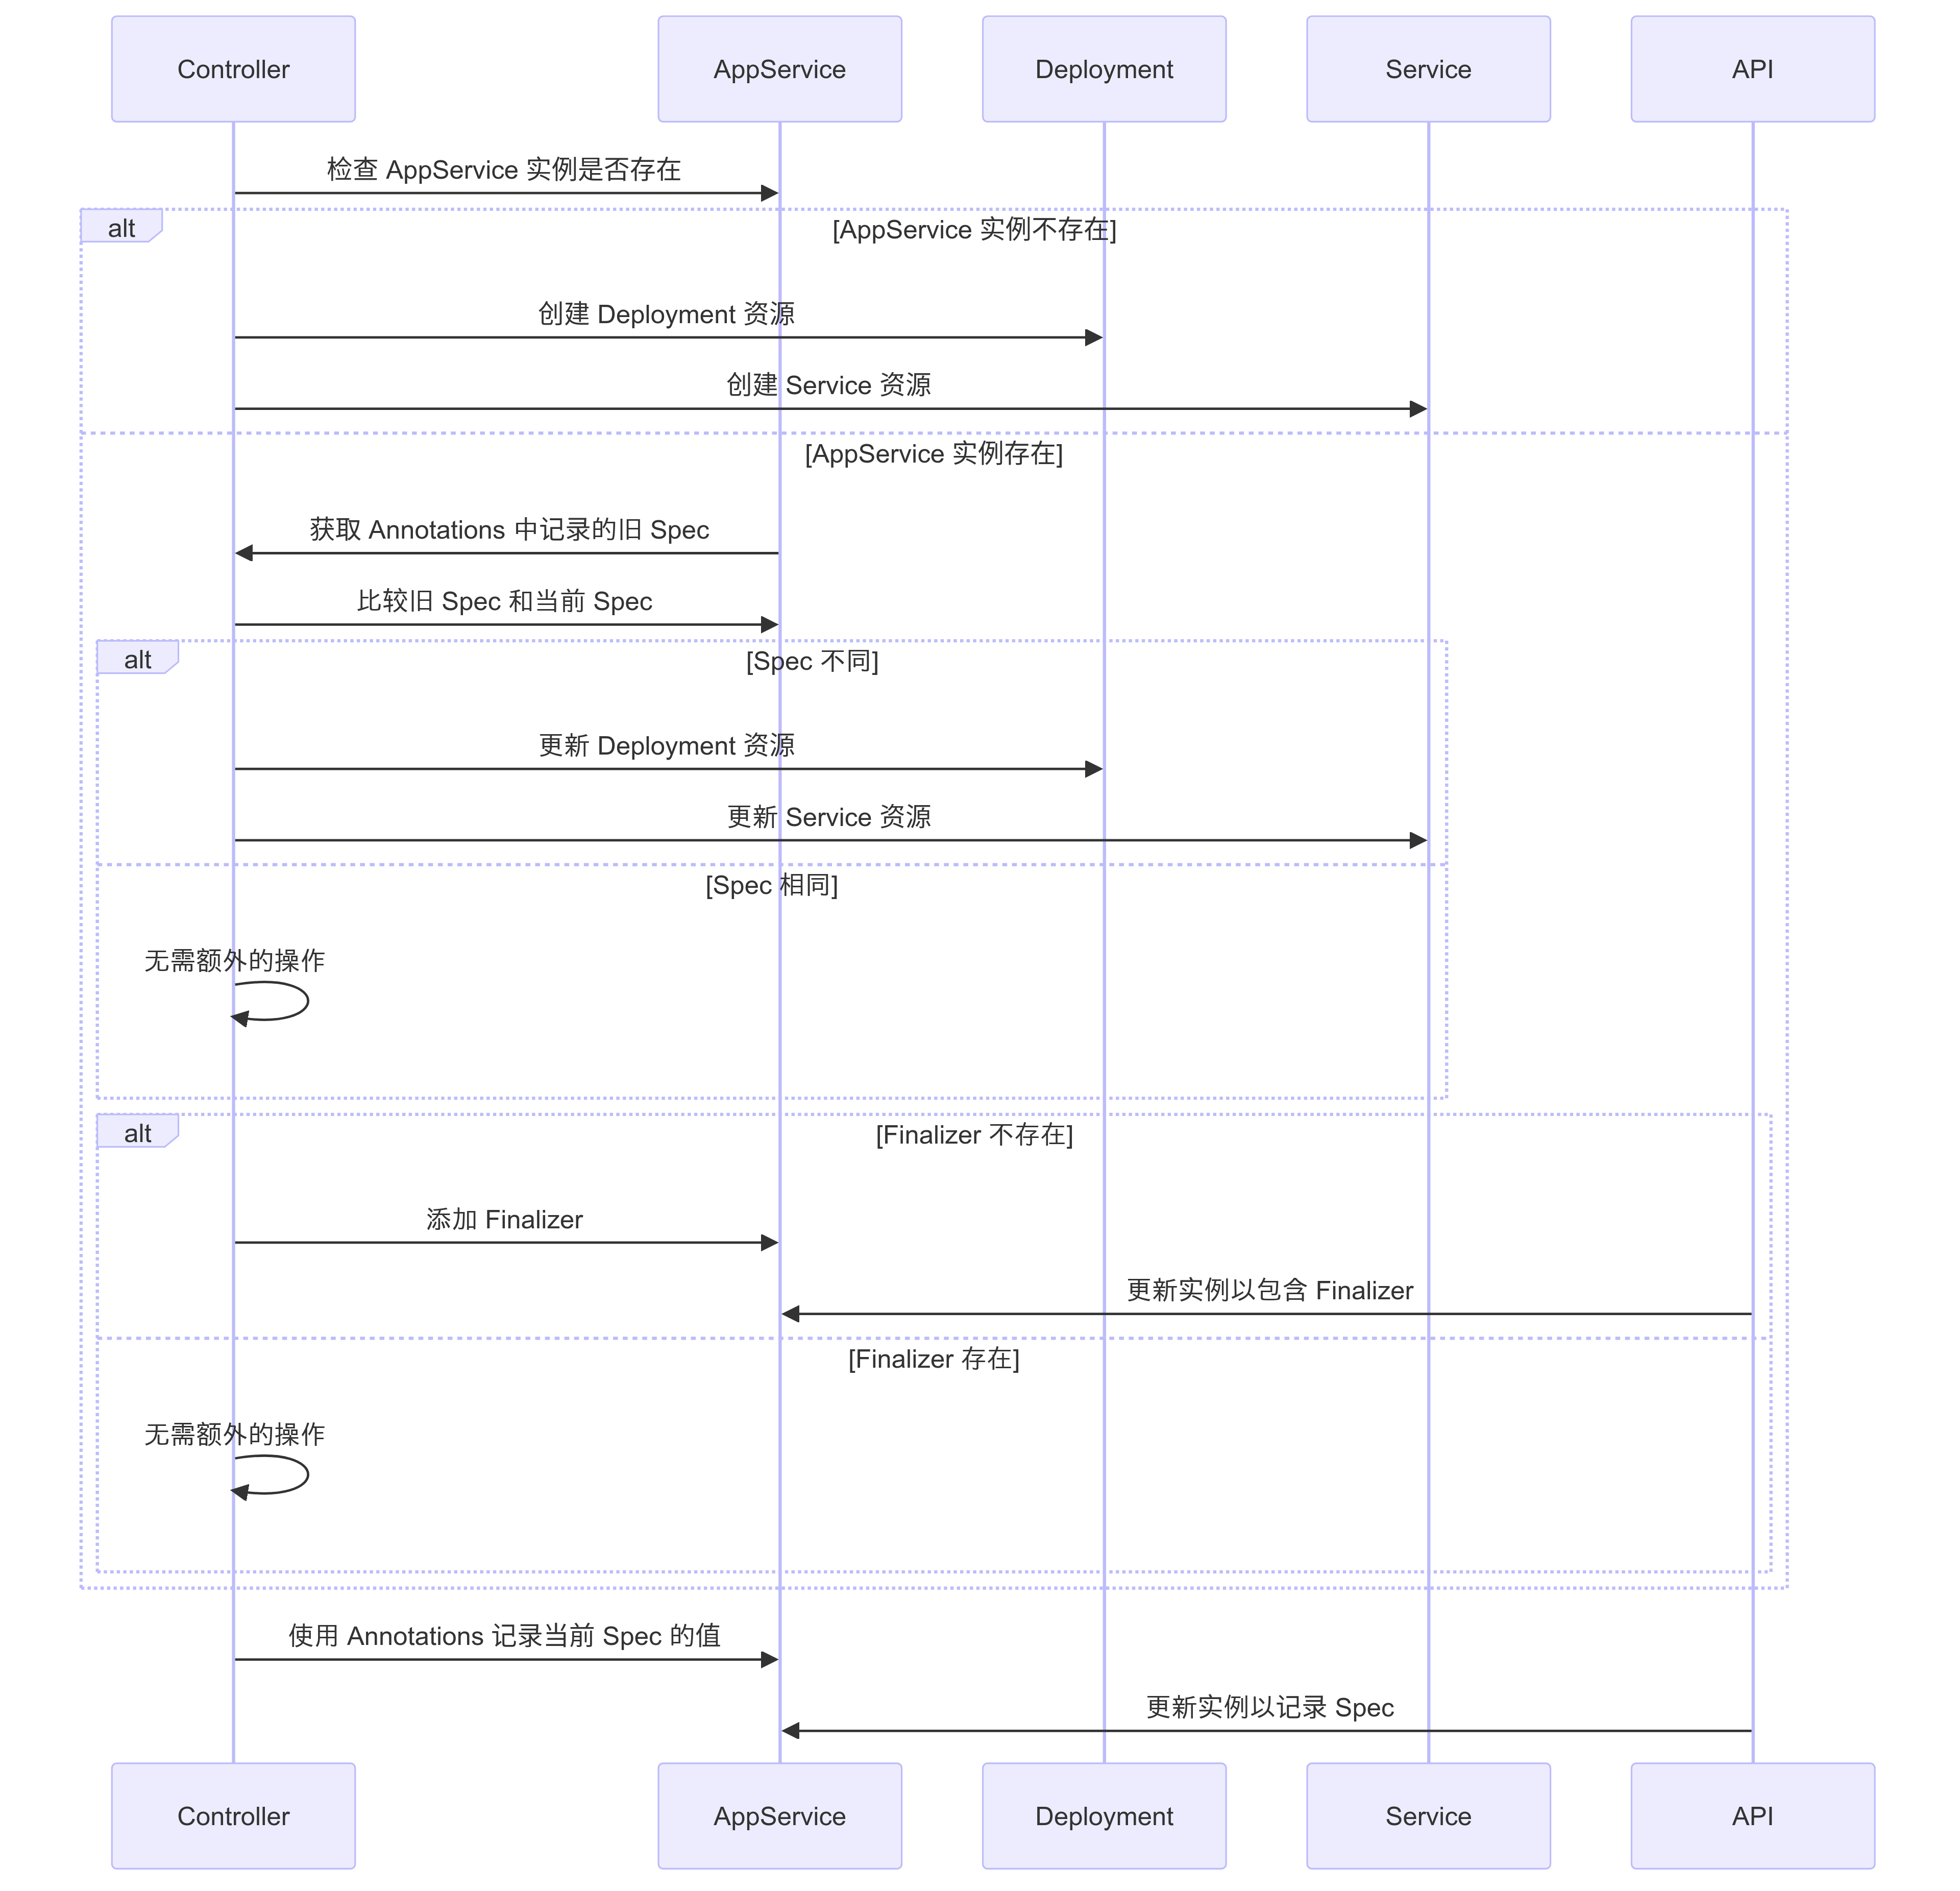 Controller
AppService
Deployment
Service
API
检查 AppService 实例是否存在
alt
[AppService 实例不存在]
创建 Deployment 资源
创建 Service 资源
[AppService 实例存在]
获取 Annotations 中记录的旧 Spec
比较旧 Spec 和当前 Spec
alt
[Spec 不同]
更新 Deployment 资源
更新 Service 资源
[Spec 相同]
无需额外的操作
alt
[Finalizer 不存在]
添加 Finalizer
更新实例以包含 Finalizer
[Finalizer 存在]
无需额外的操作
使用 Annotations 记录当前 Spec 的值
更新实例以记录 Spec
Controller
AppService
Deployment
Service
API